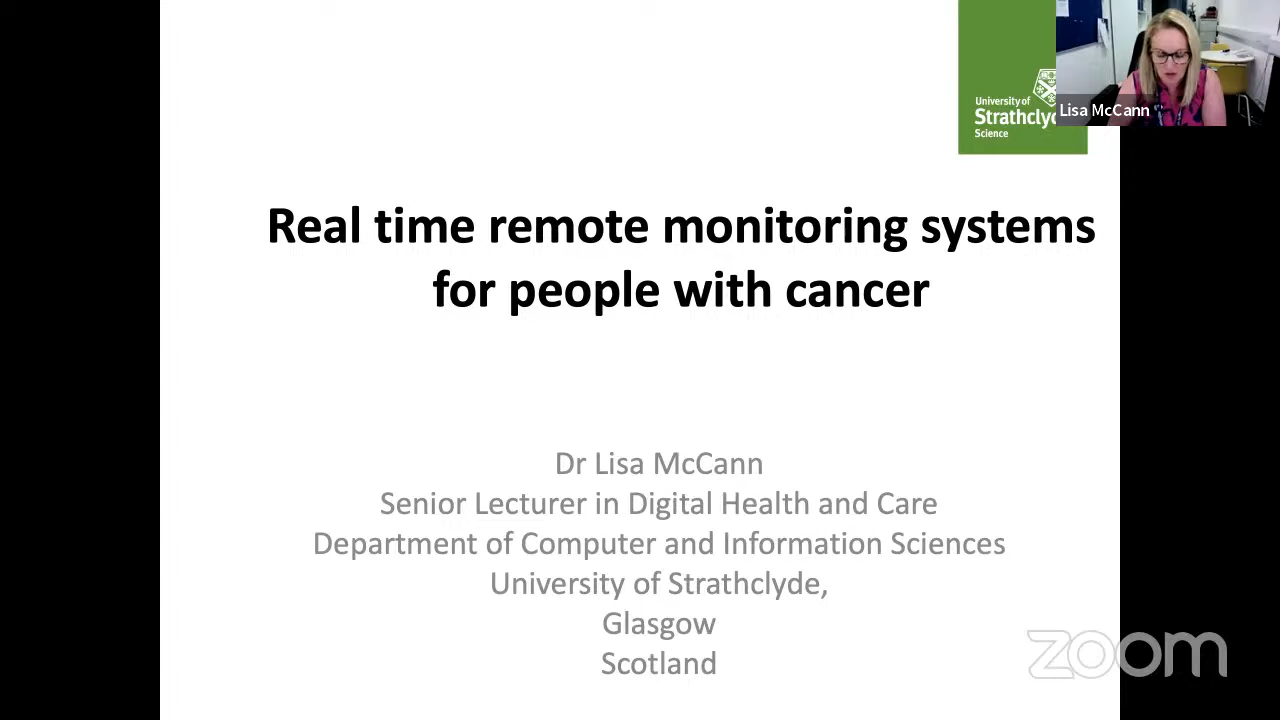 University of
Strathclyde
Science
Lisa McCann
Real time remote monitoring systems
for people with cancer
Dr Lisa McCann
Senior Lecturer in Digital Health and Care
Department of Computer and Information Sciences
University of Strathclyde,
Glasgow
Scotland
zoom